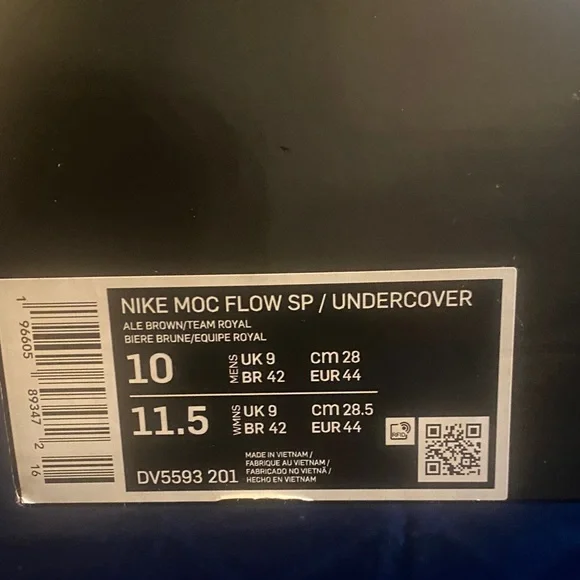 NIKE MOC FLOW SP / UNDERCOVER
ALE BROWN/TEAM ROYAL
BIERE BRUNE/EQUIPE ROYAL
10 MENS UK 9 cm 28
BR 42 EUR 44
11.5 WMNS UK 9 cm 28.5
BR 42 EUR 44
RFID
DV5593 201
MADE IN VIETNAM /
FABRIQUE AU VIETNAM /
FABRICADO NO VIETNÃ /
HECHO EN VIETNAM
1 96605 89347 2 16